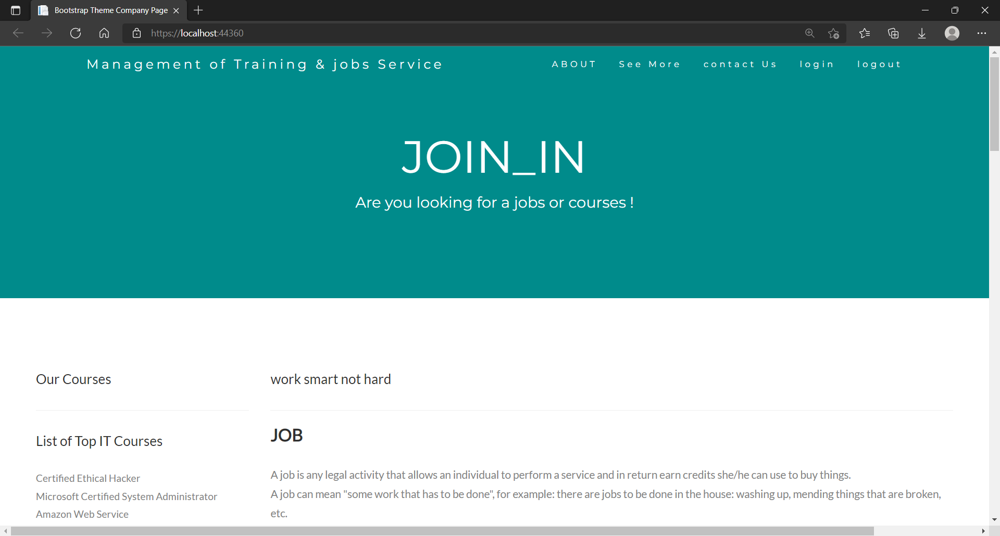 Bootstrap Theme Company Page
https://localhost:44360
Management of Training & jobs Service
ABOUT See More contact Us login logout
JOIN_IN
Are you looking for a jobs or courses !
Our Courses
List of Top IT Courses
Certified Ethical Hacker
Microsoft Certified System Administrator
Amazon Web Service
work smart not hard
JOB
A job is any legal activity that allows an individual to perform a service and in return earn credits she/he can use to buy things.
A job can mean "some work that has to be done", for example: there are jobs to be done in the house: washing up, mending things that are broken,
etc.